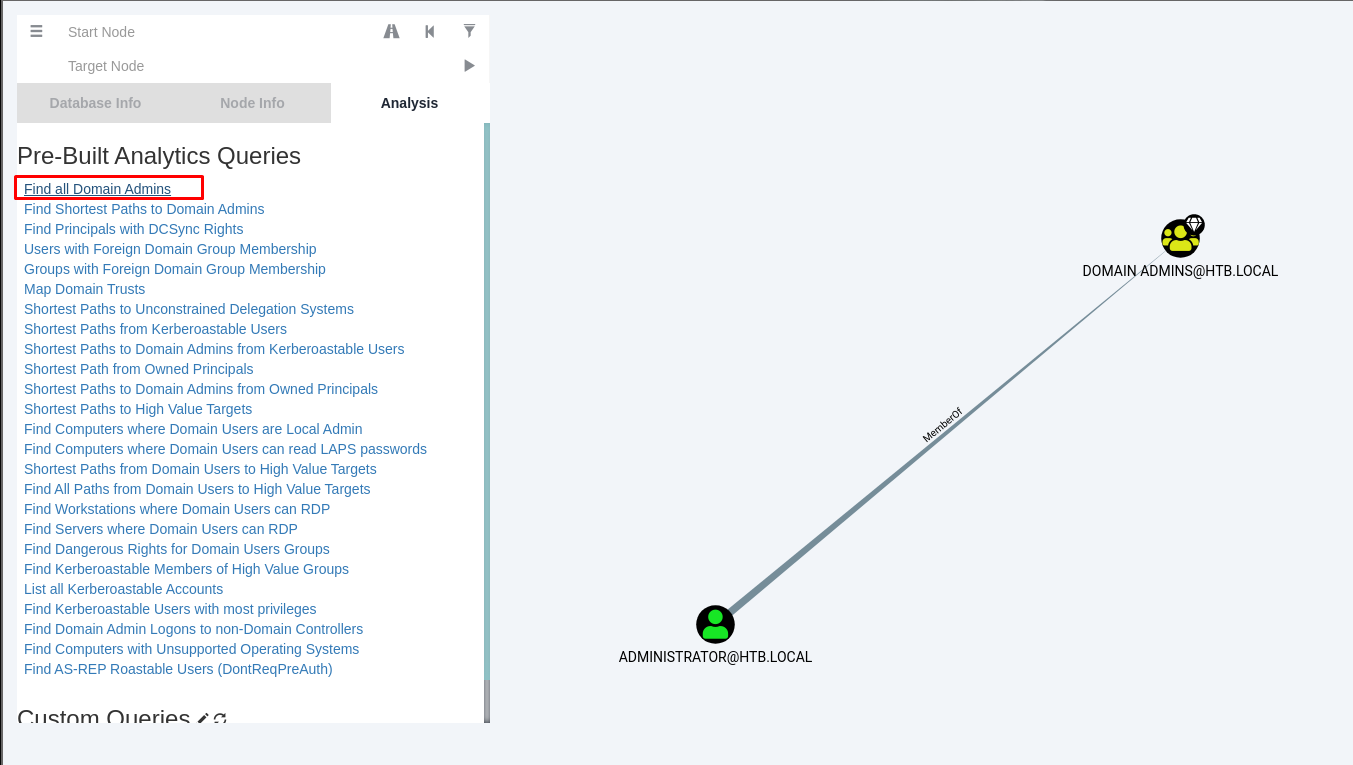 Start Node
Target Node
Database Info
Node Info
Analysis
Pre-Built Analytics Queries
Find all Domain Admins
Find Shortest Paths to Domain Admins
Find Principals with DCSync Rights
Users with Foreign Domain Group Membership
Groups with Foreign Domain Group Membership
Map Domain Trusts
Shortest Paths to Unconstrained Delegation Systems
Shortest Paths from Kerberoastable Users
Shortest Paths to Domain Admins from Kerberoastable Users
Shortest Path from Owned Principals
Shortest Paths to Domain Admins from Owned Principals
Shortest Paths to High Value Targets
Find Computers where Domain Users are Local Admin
Find Computers where Domain Users can read LAPS passwords
Shortest Paths from Domain Users to High Value Targets
Find All Paths from Domain Users to High Value Targets
Find Workstations where Domain Users can RDP
Find Servers where Domain Users can RDP
Find Dangerous Rights for Domain Users Groups
Find Kerberoastable Members of High Value Groups
List all Kerberoastable Accounts
Find Kerberoastable Users with most privileges
Find Domain Admin Logons to non-Domain Controllers
Find Computers with Unsupported Operating Systems
Find AS-REP Roastable Users (DontReqPreAuth)
Custom Queries
DOMAIN ADMINS@HTB.LOCAL
MemberOf
ADMINISTRATOR@HTB.LOCAL